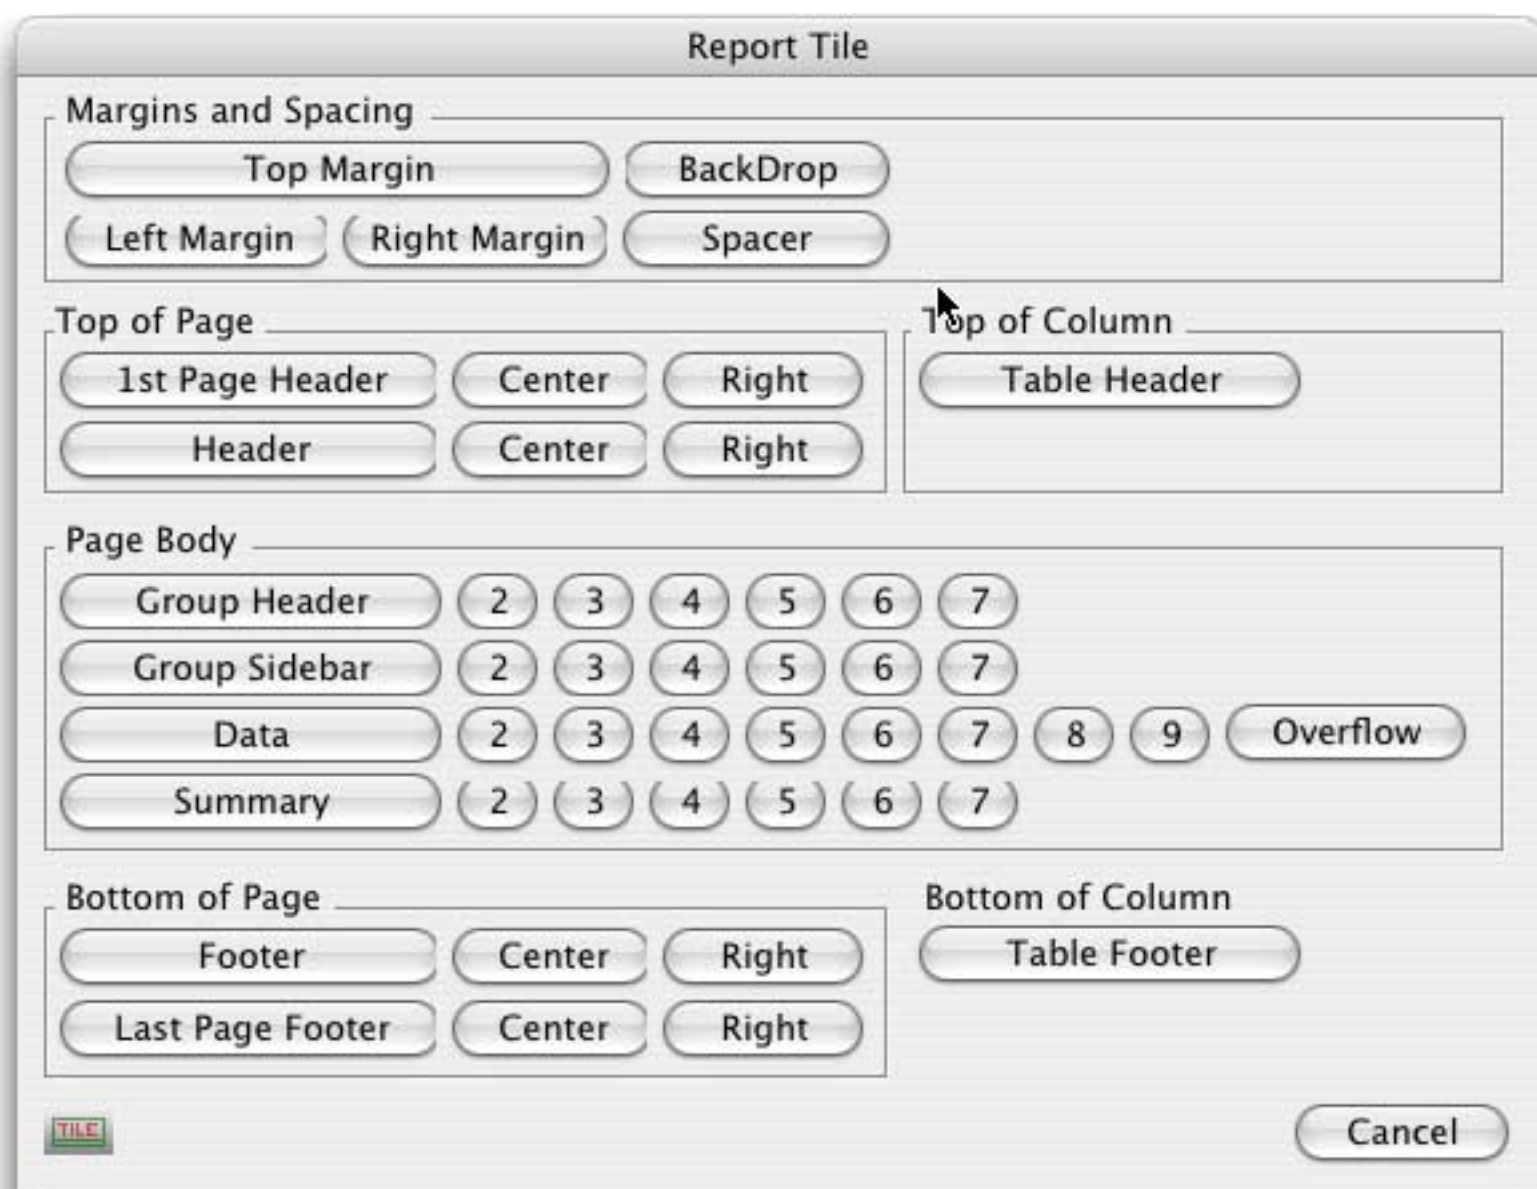 Report Tile
Margins and Spacing
Top Margin BackDrop
Left Margin Right Margin Spacer
Top of Page Top of Column
1st Page Header Center Right Table Header
Header Center Right
Page Body
Group Header 2 3 4 5 6 7
Group Sidebar 2 3 4 5 6 7
Data 2 3 4 5 6 7 8 9 Overflow
Summary 2 3 4 5 6 7
Bottom of Page Bottom of Column
Footer Center Right Table Footer
Last Page Footer Center Right
TILE Cancel